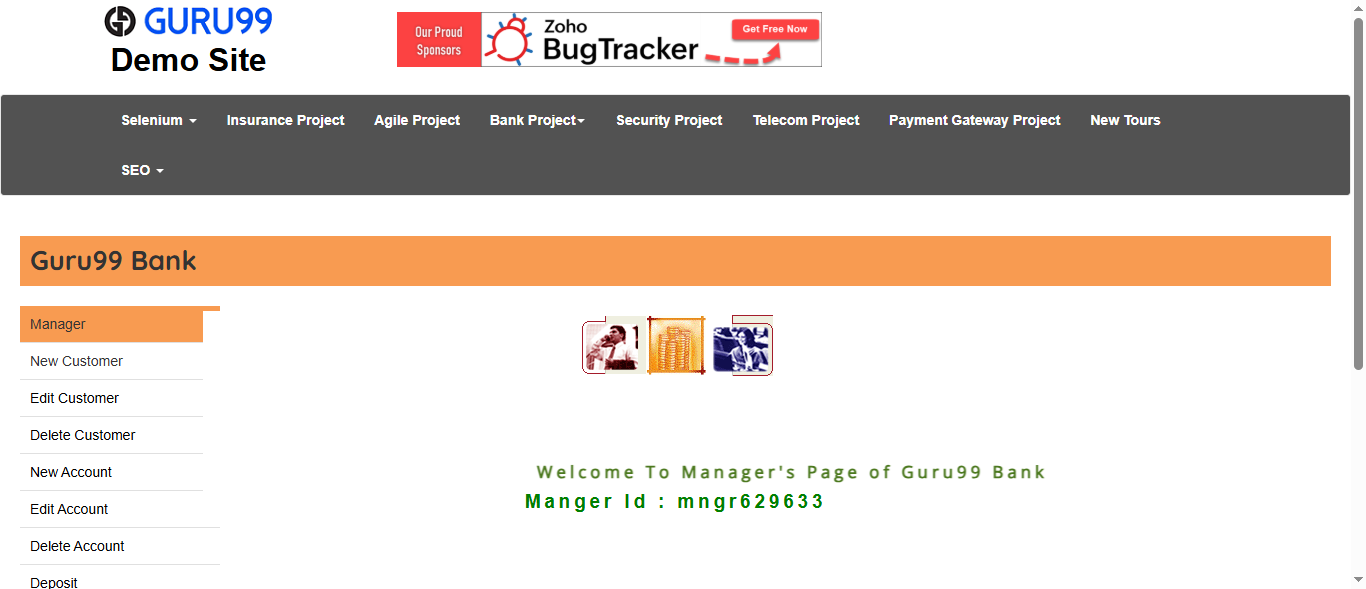 GURU99
Demo Site
Our Proud
Sponsors
Zoho
BugTracker
Get Free Now
Selenium
Insurance Project
Agile Project
Bank Project
Security Project
Telecom Project
Payment Gateway Project
New Tours
SEO
Guru99 Bank
Manager
New Customer
Edit Customer
Delete Customer
New Account
Edit Account
Delete Account
Deposit
Welcome To Manager's Page of Guru99 Bank
Manger Id : mngr629633